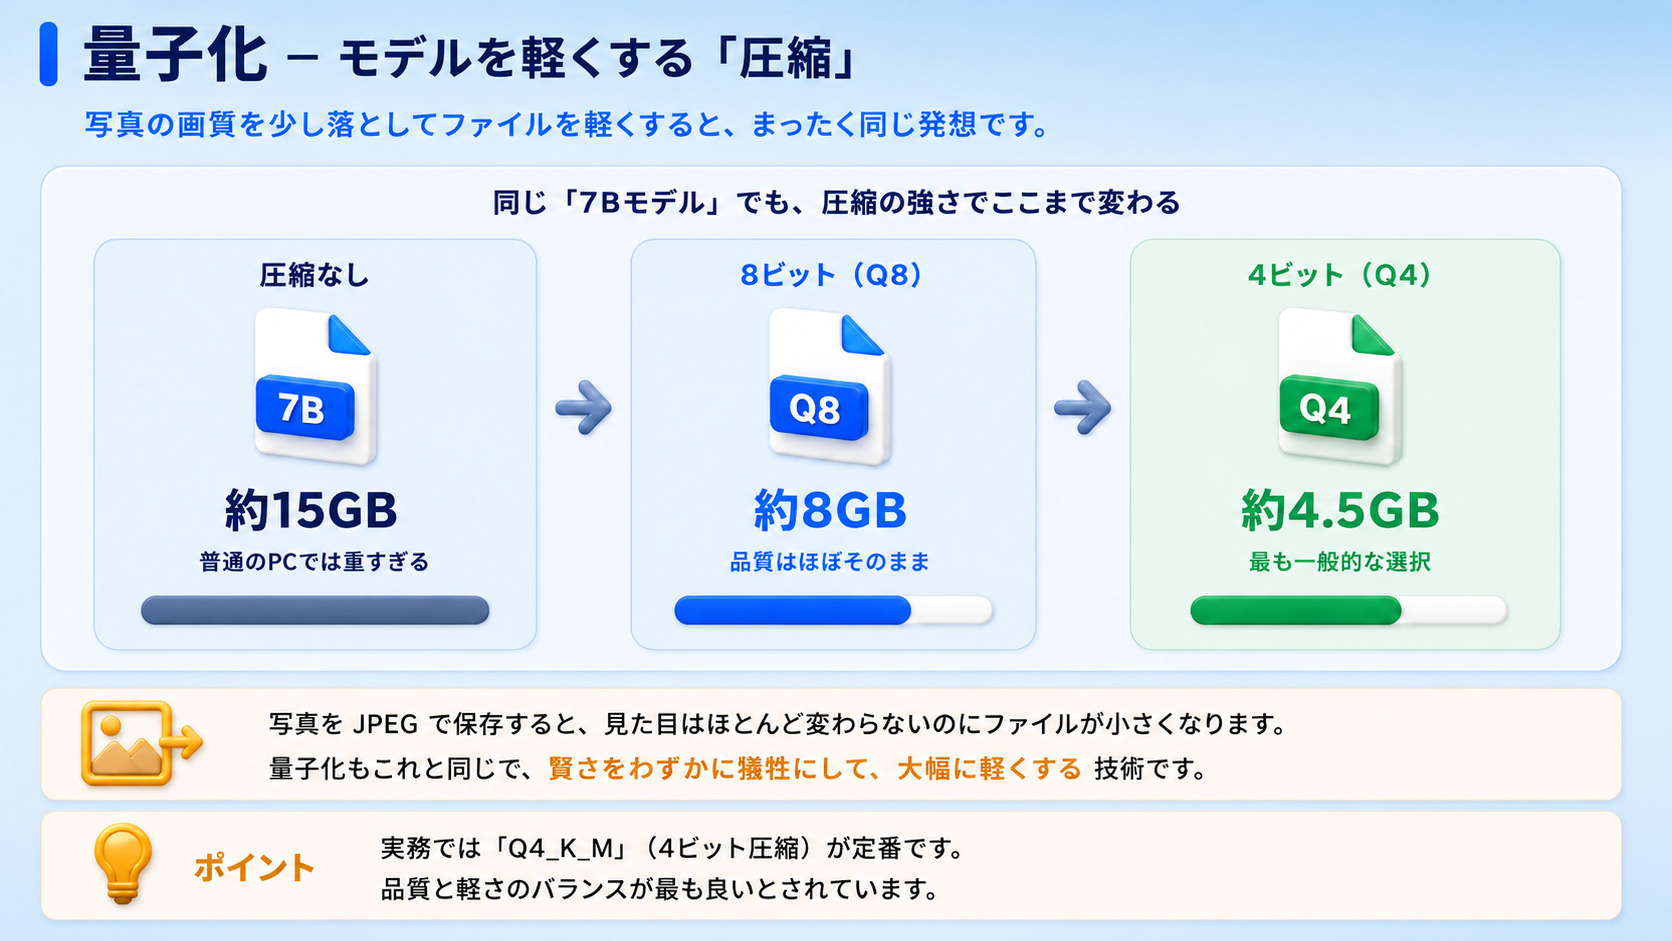 量子化 – モデルを軽くする「圧縮」
写真の画質を少し落としてファイルを軽くすると、まったく同じ発想です。
同じ「7Bモデル」でも、圧縮の強さでここまで変わる
圧縮なし
7B
約15GB
普通のPCでは重すぎる
8ビット（Q8）
Q8
約8GB
品質はほぼそのまま
4ビット（Q4）
Q4
約4.5GB
最も一般的な選択
写真を JPEG で保存すると、見た目はほとんど変わらないのにファイルが小さくなります。
量子化もこれと同じで、賢さをわずかに犠牲にして、大幅に軽くする 技術です。
ポイント
実務では「Q4_K_M」（4ビット圧縮）が定番です。
品質と軽さのバランスが最も良いとされています。